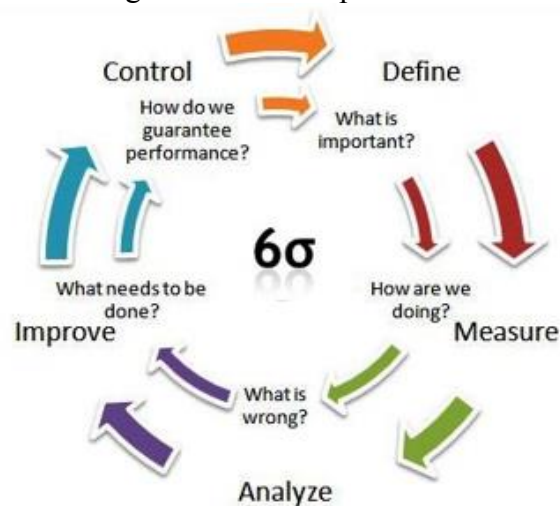 Control
Define
How do we
guarantee
performance?
What is
important?
6σ
What needs to be
done?
How are we
doing?
Improve
Measure
What is
wrong?
Analyze